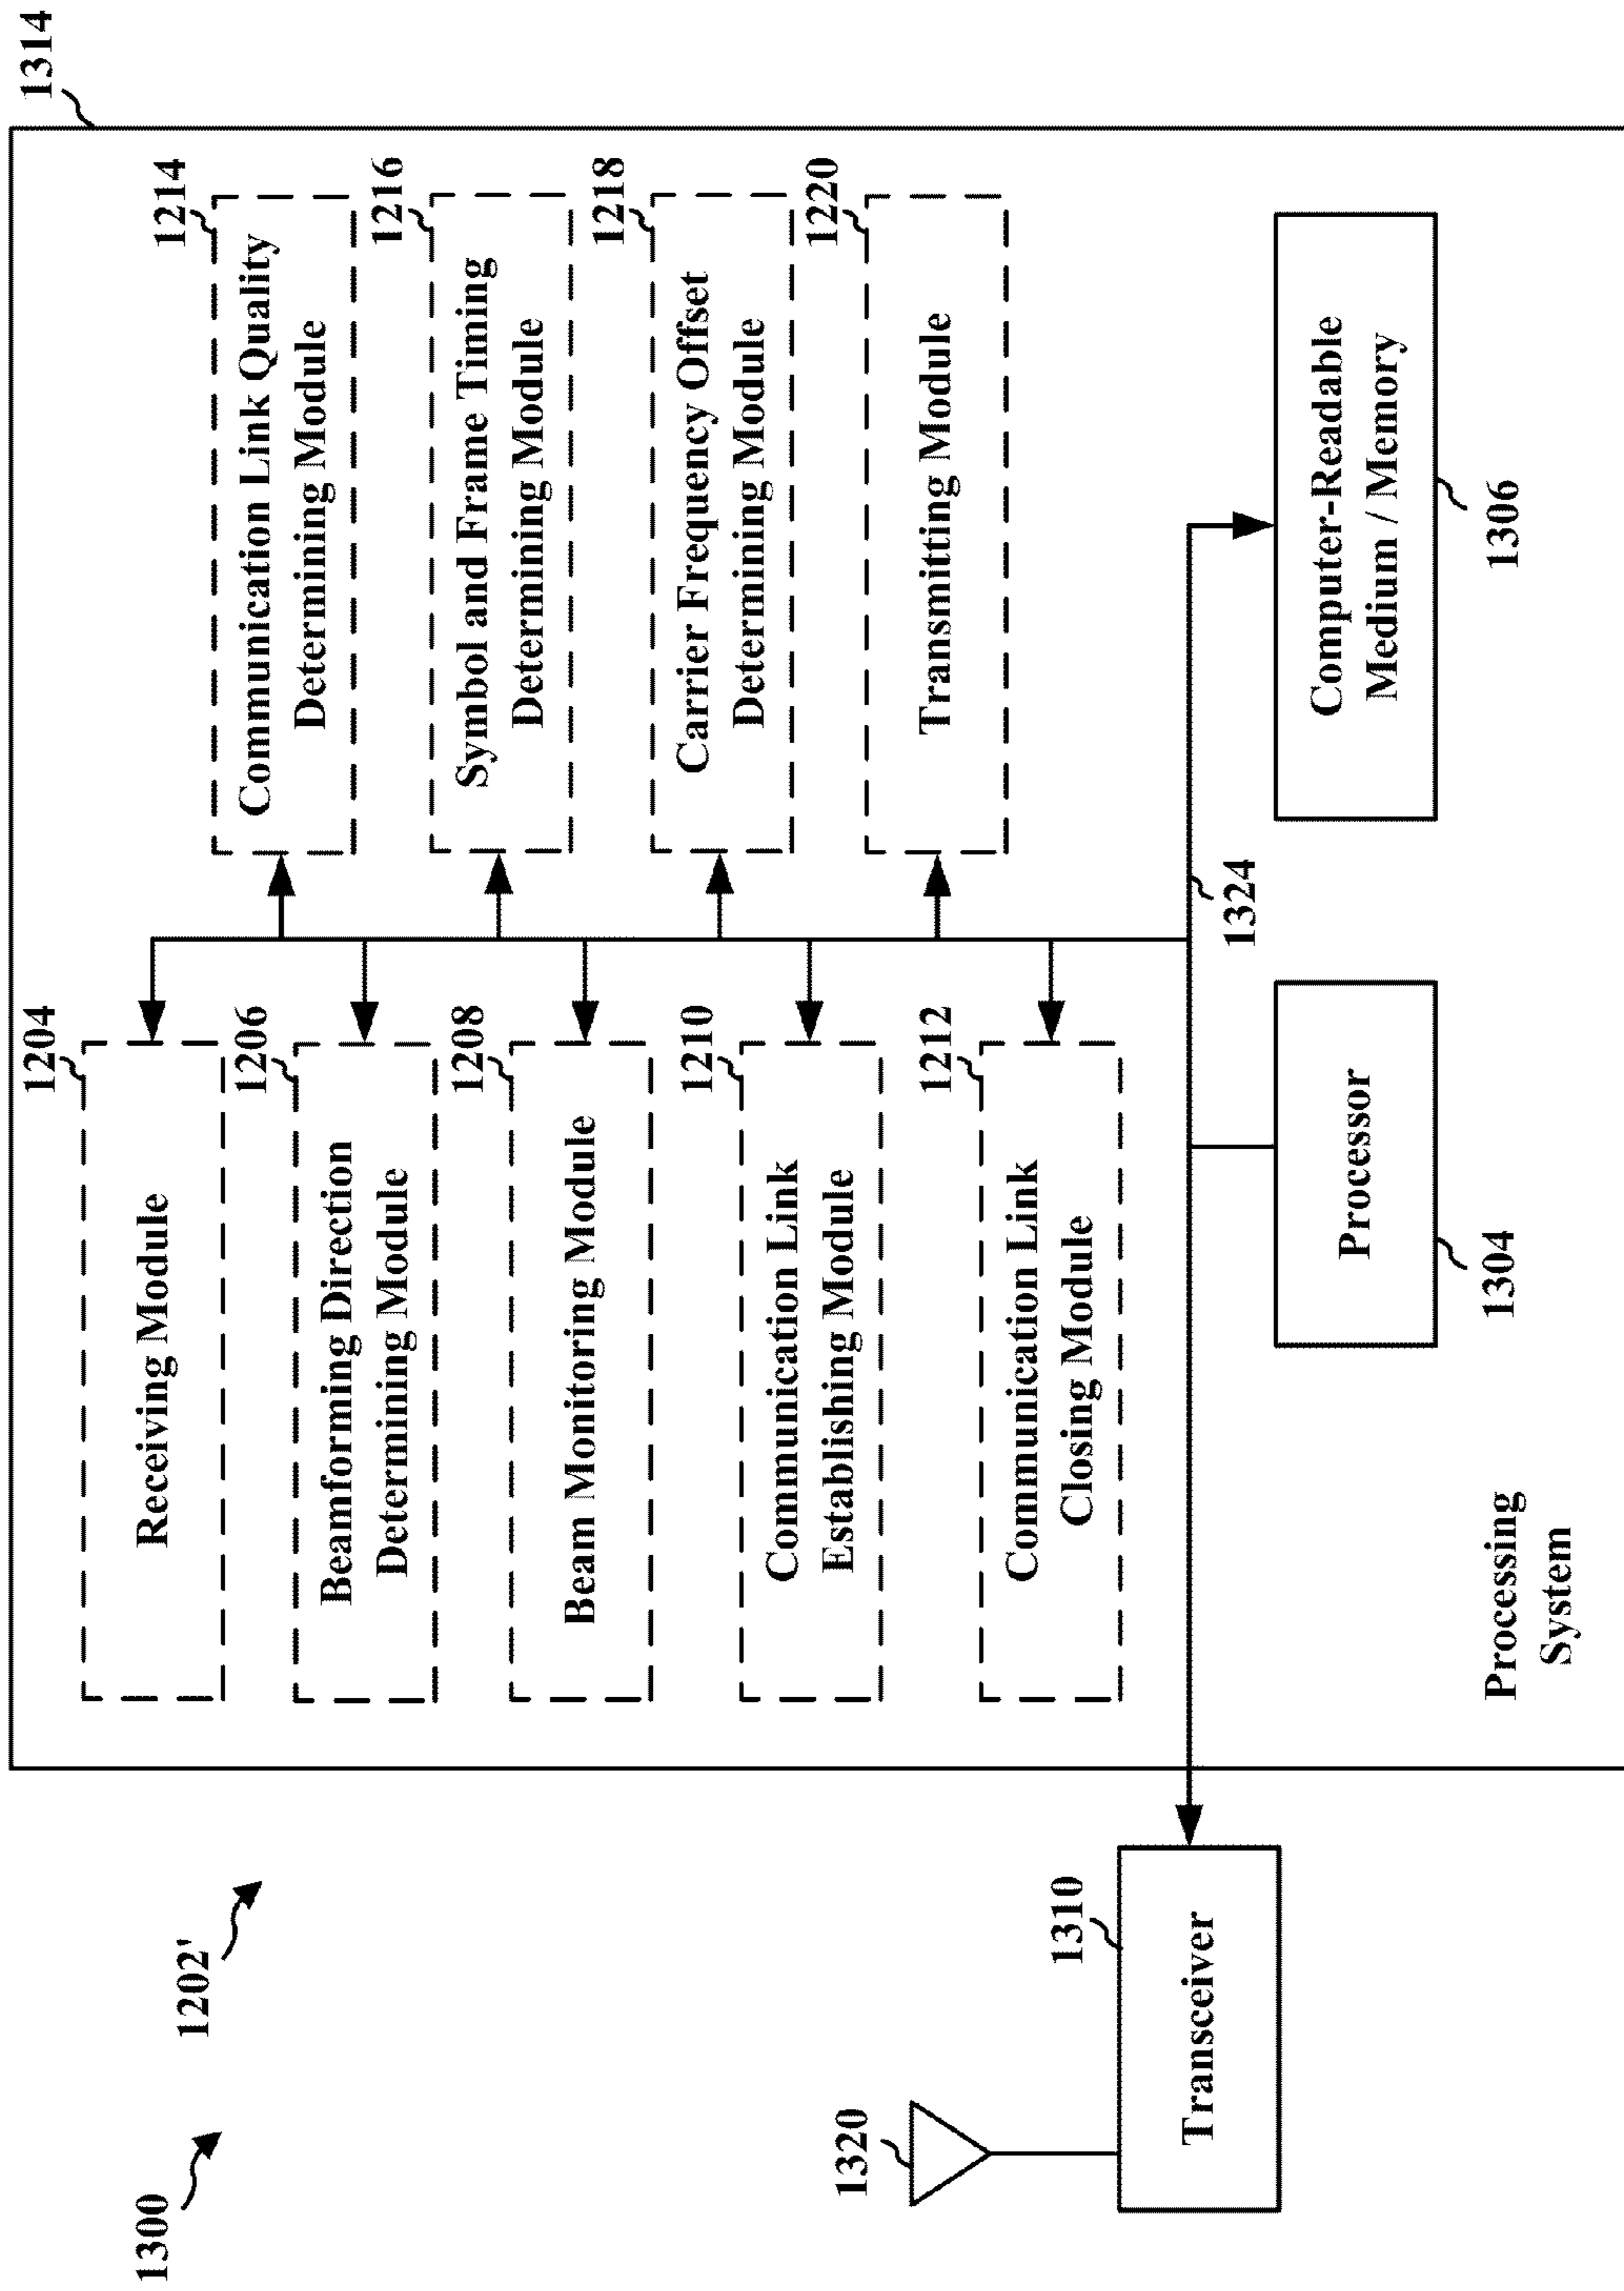 1300
1202'
1314
1204
Receiving Module
1206
Beamforming Direction
Determining Module
1208
Beam Monitoring Module
1210
Communication Link
Establishing Module
1212
Communication Link
Closing Module
1214
Communication Link Quality
Determining Module
1216
Symbol and Frame Timing
Determining Module
1218
Carrier Frequency Offset
Determining Module
1220
Transmitting Module
1320
1310
Transceiver
1324
Processor
1304
Computer-Readable
Medium / Memory
1306
Processing
System